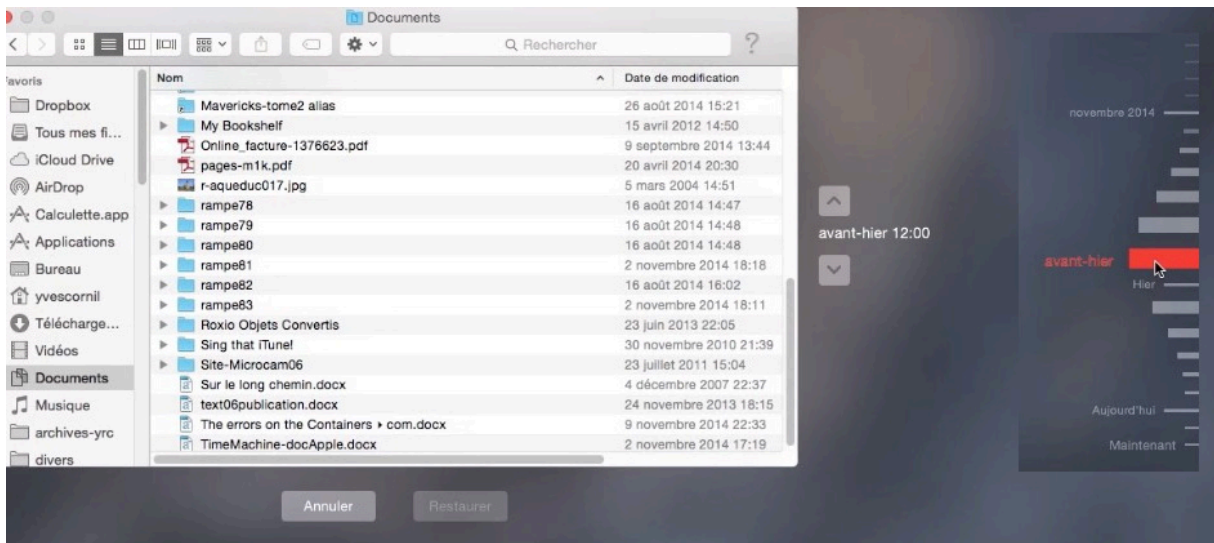 Documents
Rechercher
?
Favoris
Dropbox
Tous mes fi...
iCloud Drive
AirDrop
Calculette.app
Applications
Bureau
yvescornil
Télécharge...
Vidéos
Documents
Musique
archives-yrc
divers
Nom Date de modification
Mavericks-tome2 alias 26 août 2014 15:21
My Bookshelf 15 avril 2012 14:50
Online_facture-1376623.pdf 9 septembre 2014 13:44
pages-m1k.pdf 20 avril 2014 20:30
r-aqueduc017.jpg 5 mars 2004 14:51
rampe78 16 août 2014 14:47
rampe79 16 août 2014 14:48
rampe80 16 août 2014 14:48
rampe81 2 novembre 2014 18:18
rampe82 16 août 2014 16:02
rampe83 2 novembre 2014 18:11
Roxio Objets Convertis 23 juin 2013 22:05
Sing that iTune! 30 novembre 2010 21:39
Site-Microcam06 23 juillet 2011 15:04
Sur le long chemin.docx 4 décembre 2007 22:37
text06publication.docx 24 novembre 2013 18:15
The errors on the Containers ▸ com.docx 9 novembre 2014 22:33
TimeMachine-docApple.docx 2 novembre 2014 17:19
avant-hier 12:00
novembre 2014
avant-hier
Hier
Aujourd'hui
Maintenant
Annuler
Restaurer